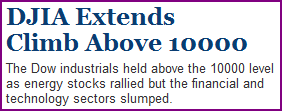 DJIA Extends
Climb Above 10000
The Dow industrials held above the 10000 level
as energy stocks rallied but the financial and
technology sectors slumped.